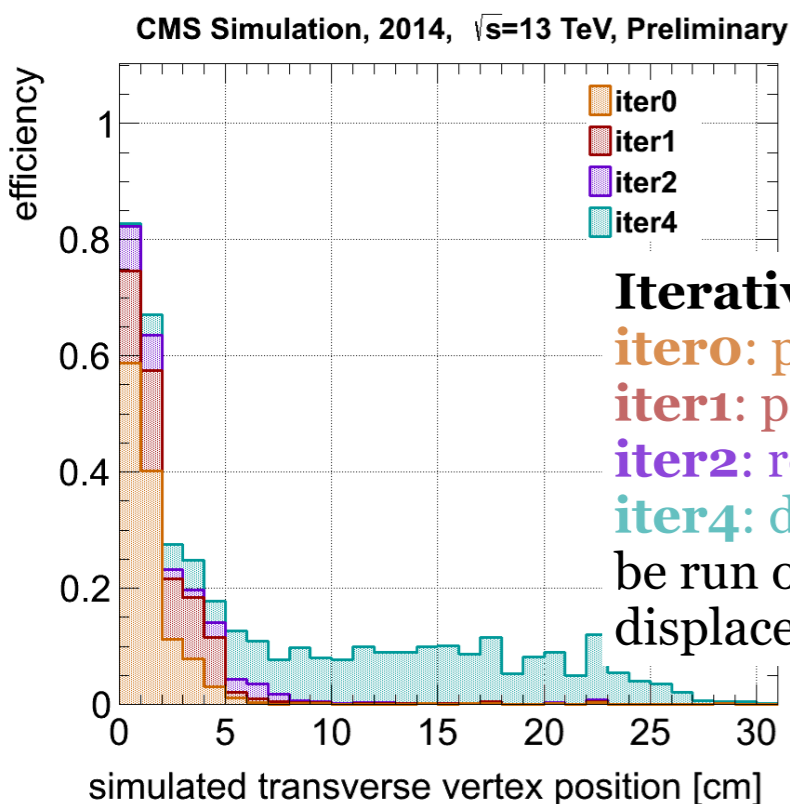 CMS Simulation, 2014, √s=13 TeV, Preliminary
efficiency
1
0.8
0.6
0.4
0.2
0
iter0
iter1
iter2
iter4
iter0: p
iter1: p
iter2: r
iter4: d
be run o
displace
0 5 10 15 20 25 30
simulated transverse vertex position [cm]